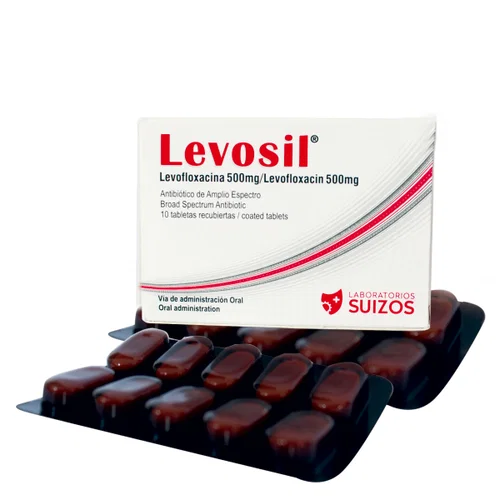 Levosil®
Levofloxacina 500mg/Levofloxacin 500mg
Antibiótico de Amplio Espectro
Broad Spectrum Antibiotic
10 tabletas recubiertas / coated tablets
Vía de administración Oral
Oral administration
LABORATORIOS
SUIZOS